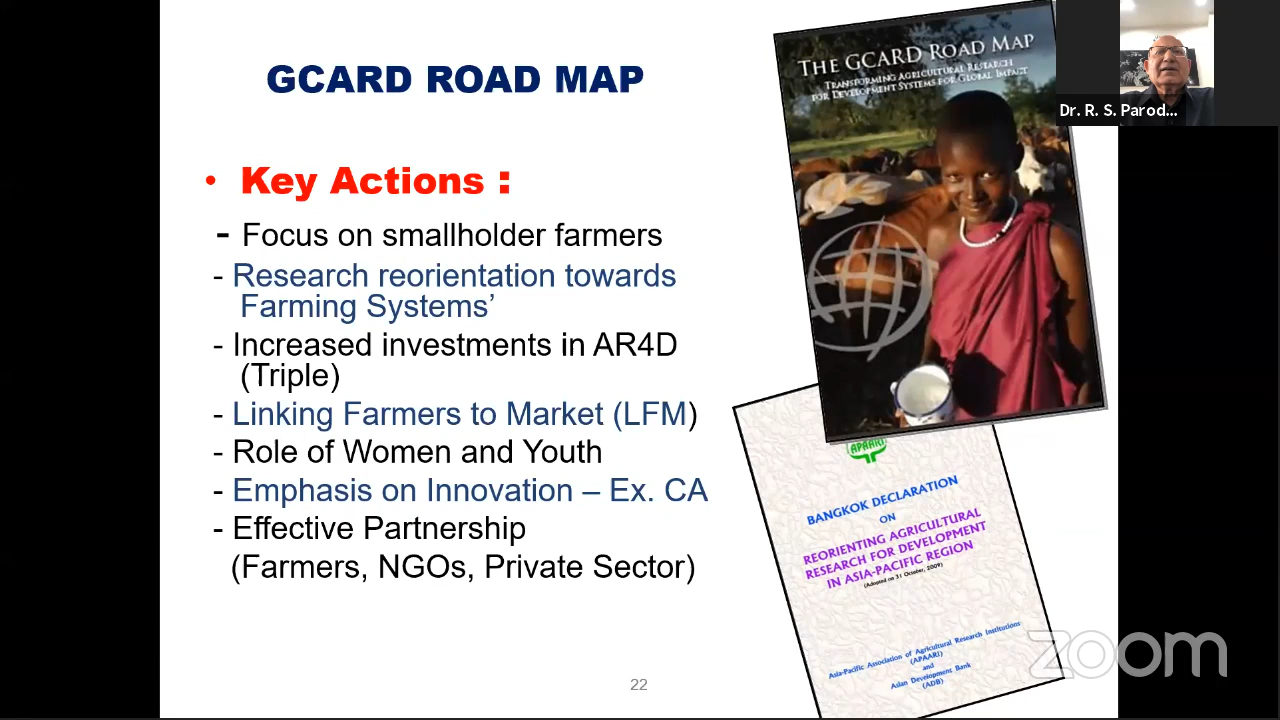 GCARD ROAD MAP
• Key Actions :
- Focus on smallholder farmers
- Research reorientation towards
Farming Systems’
- Increased investments in AR4D
(Triple)
- Linking Farmers to Market (LFM)
- Role of Women and Youth
- Emphasis on Innovation – Ex. CA
- Effective Partnership
(Farmers, NGOs, Private Sector)
22
THE GCARD ROAD MAP
TRANSFORMING AGRICULTURAL RESEARCH
FOR DEVELOPMENT SYSTEMS FOR GLOBAL IMPACT
Dr. R. S. Parod...
APAARI
BANGKOK DECLARATION
ON
REORIENTING AGRICULTURAL
RESEARCH FOR DEVELOPMENT
IN ASIA-PACIFIC REGION
(Adopted on 31 October, 2009)
Asia-Pacific Association of Agricultural Research Institutions
(APAARI)
and
Asian Development Bank
(ADB)
zoom